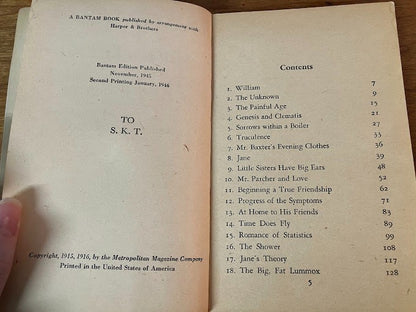 A BANTAM BOOK published by arrangement with
Harper & Brothers
Bantam Edition Published
November, 1945
Second Printing January, 1946
TO
S. K. T.
Copyright, 1915, 1916, by the Metropolitan Magazine Company
Printed in the United States of America
Contents
1. William 7
2. The Unknown 9
3. The Painful Age 15
4. Genesis and Clematis 21
5. Sorrows within a Boiler 27
6. Truculence 33
7. Mr. Baxter's Evening Clothes 36
8. Jane 39
9. Little Sisters Have Big Ears 48
10. Mr. Parcher and Love 52
11. Beginning a True Friendship 62
12. Progress of the Symptoms 71
13. At Home to His Friends 83
14. Time Does Fly 89
15. Romance of Statistics 99
16. The Shower 108
17. Jane's Theory 117
18. The Big, Fat Lummox 128
5